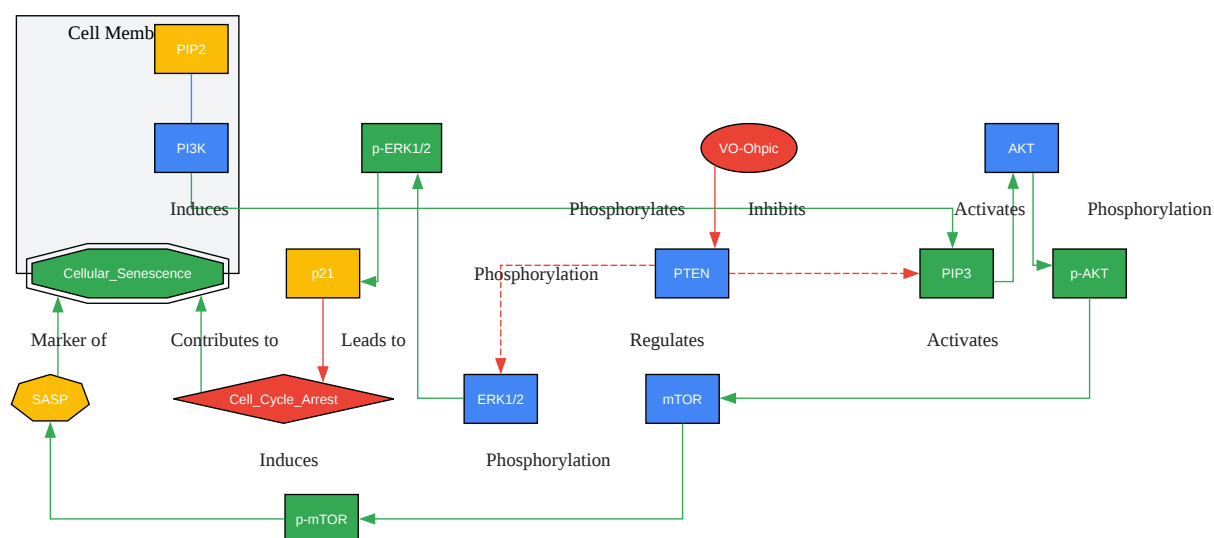 Cell Memb
PIP2
PI3K
p-ERK1/2
VO-Ohpic
AKT
Induces
Phosphorylates
Inhibits
Activates
Phosphorylation
Cellular_Senescence
p21
Phosphorylation
PTEN
PIP3
p-AKT
Marker of
Contributes to
Leads to
Regulates
Activates
SASP
Cell_Cycle_Arrest
ERK1/2
mTOR
Induces
Phosphorylation
p-mTOR